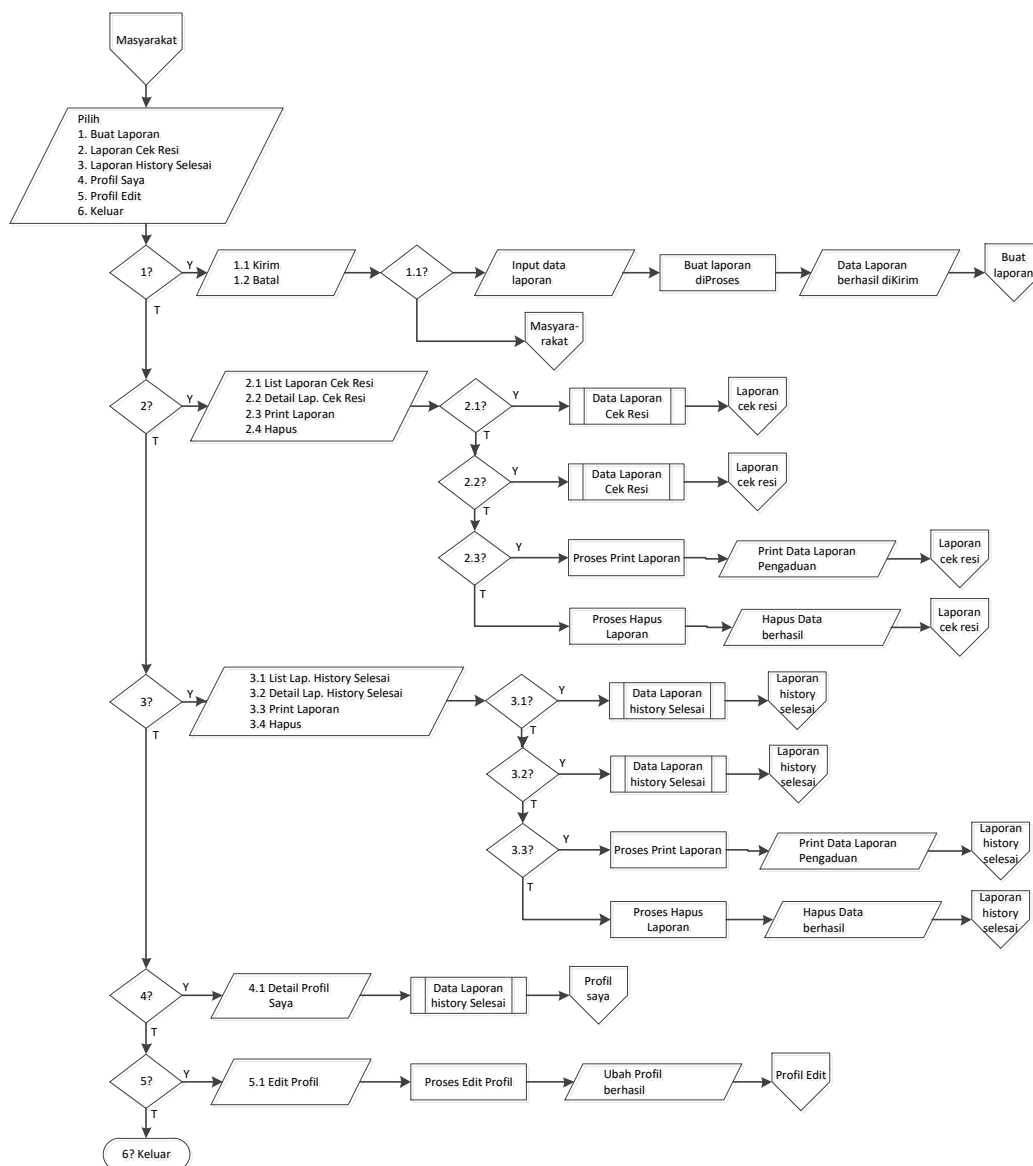 Masyarakat
Pilih
1. Buat Laporan
2. Laporan Cek Resi
3. Laporan History Selesai
4. Profil Saya
5. Profil Edit
6. Keluar
1?
Y
T
1.1 Kirim
1.2 Batal
1.1?
Input data
laporan
Buat laporan
diProses
Data Laporan
berhasil diKirim
Buat
laporan
Masyara-
rakat
2?
Y
T
2.1 List Laporan Cek Resi
2.2 Detail Lap. Cek Resi
2.3 Print Laporan
2.4 Hapus
2.1?
Y
T
Data Laporan
Cek Resi
Laporan
cek resi
2.2?
Y
T
Data Laporan
Cek Resi
Laporan
cek resi
2.3?
Y
T
Proses Print Laporan
Print Data Laporan
Pengaduan
Laporan
cek resi
Proses Hapus
Laporan
Hapus Data
berhasil
Laporan
cek resi
3?
Y
T
3.1 List Lap. History Selesai
3.2 Detail Lap. History Selesai
3.3 Print Laporan
3.4 Hapus
3.1?
Y
T
Data Laporan
history Selesai
Laporan
history
selesai
3.2?
Y
T
Data Laporan
history Selesai
Laporan
history
selesai
3.3?
Y
T
Proses Print Laporan
Print Data Laporan
Pengaduan
Laporan
history
selesai
Proses Hapus
Laporan
Hapus Data
berhasil
Laporan
history
selesai
4?
Y
T
4.1 Detail Profil
Saya
Data Laporan
history Selesai
Profil
saya
5?
Y
T
5.1 Edit Profil
Proses Edit Profil
Ubah Profil
berhasil
Profil Edit
6? Keluar